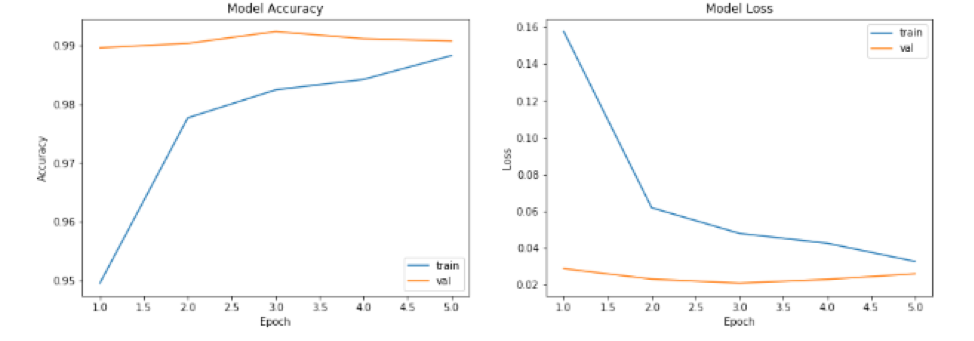 Model Accuracy
0.99
0.98
0.97
0.96
0.95
Accuracy
train
val
1.0 1.5 2.0 2.5 3.0 3.5 4.0 4.5 5.0
Epoch
Model Loss
0.16
0.14
0.12
0.10
0.08
0.06
0.04
0.02
Loss
train
val
1.0 1.5 2.0 2.5 3.0 3.5 4.0 4.5 5.0
Epoch